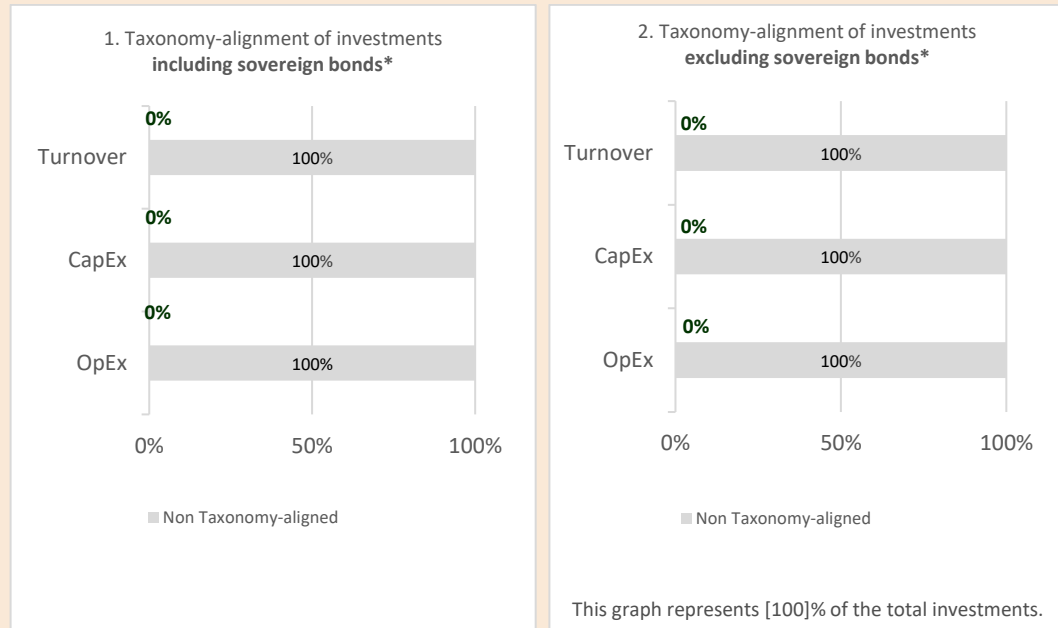 1. Taxonomy-alignment of investments
including sovereign bonds*
0%
Turnover
100%
0%
CapEx
100%
0%
OpEx
100%
0%
50%
100%
Non Taxonomy-aligned
2. Taxonomy-alignment of investments
excluding sovereign bonds*
0%
Turnover
100%
0%
CapEx
100%
0%
OpEx
100%
0%
50%
100%
Non Taxonomy-aligned
This graph represents [100]% of the total investments.